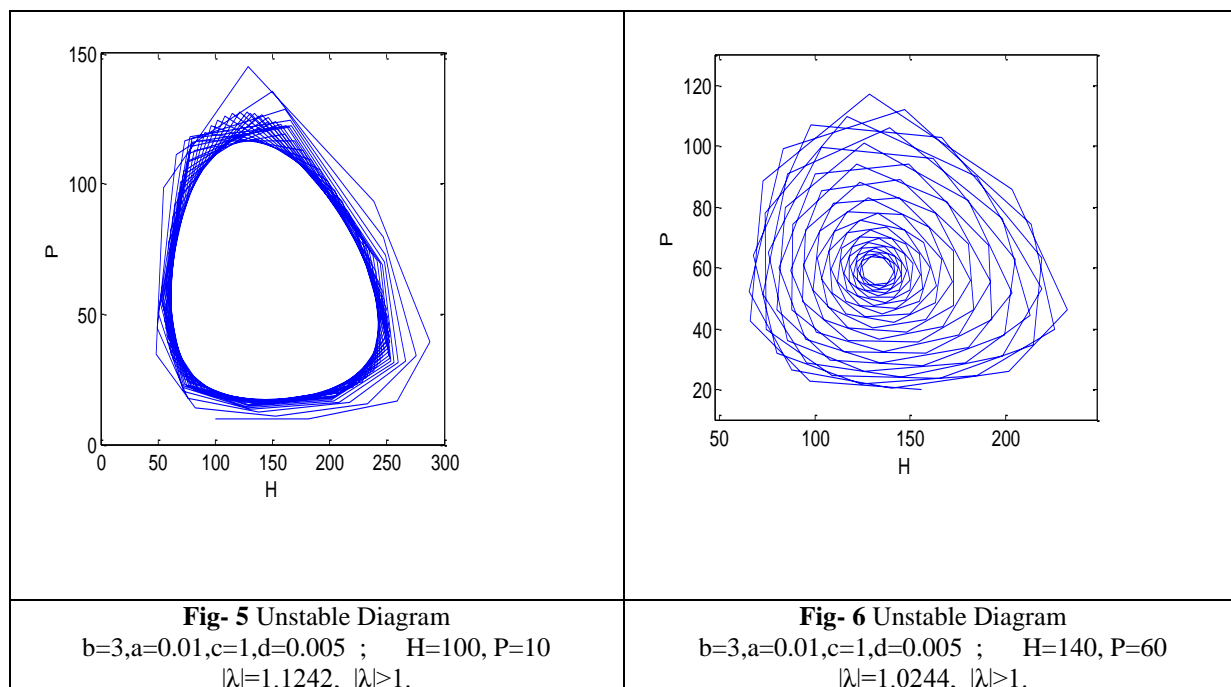 150
100
50
0
P
0 50 100 150 200 250 300
H
120
100
80
60
40
20
P
50 100 150 200
H
Fig- 5 Unstable Diagram
b=3,a=0.01,c=1,d=0.005 ; H=100, P=10
|λ|=1.1242, |λ|>1.
Fig- 6 Unstable Diagram
b=3,a=0.01,c=1,d=0.005 ; H=140, P=60
|λ|=1.0244, |λ|>1.